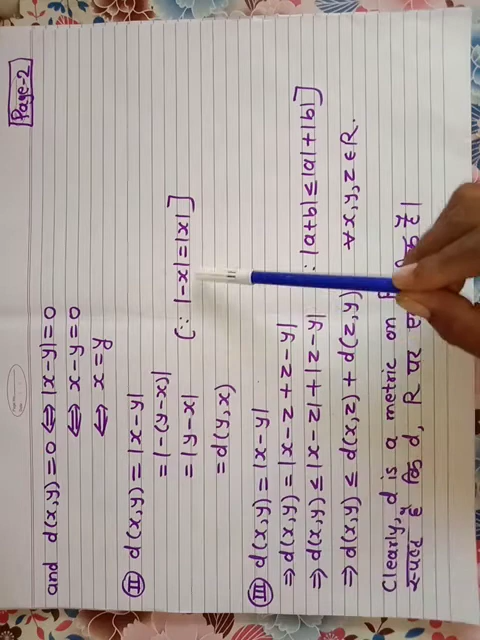 Page-2
and d(x,y)=0 ⇔ |x-y|=0
⇔ x-y=0
⇔ x=y
(II) d(x,y) = |x-y|
= |-(y-x)|
= |y-x| (∵ |-x|=|x|]
= d(y,x)
(III) d(x,y) = |x-y|
⇒ d(x,y) = |x-z+z-y|
⇒ d(x,y) ≤ |x-z|+|z-y| : |a+b| ≤ |a|+|b|]
⇒ d(x,y) ≤ d(x,z) + d(z,y) ∀x,y,z ∈ R.
Clearly, d is a metric on
स्पष्ट है कि d, R पर है।